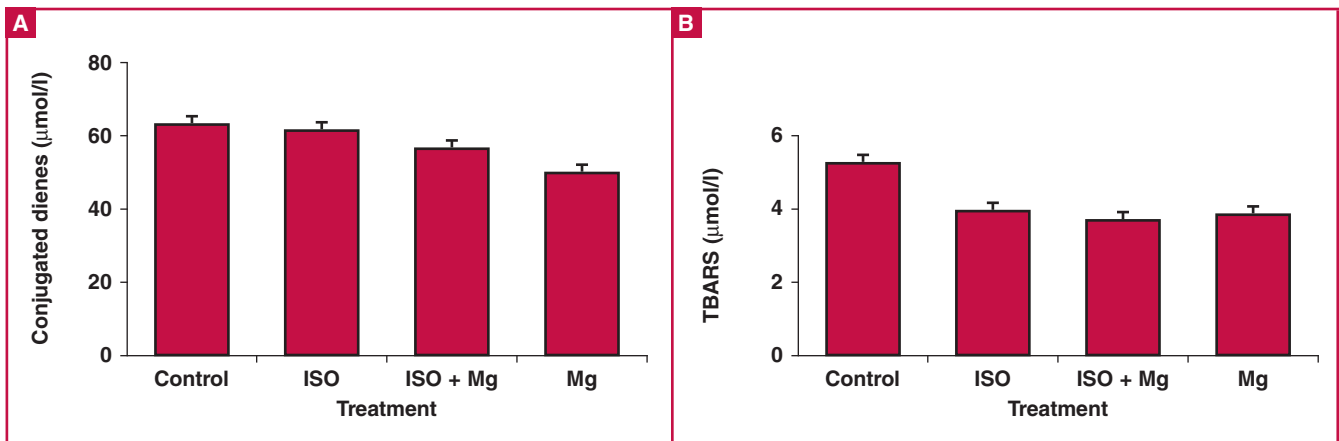 A
Conjugated dienes (µmol/l)
80
60
40
20
0
Control ISO ISO + Mg Mg
Treatment
B
TBARS (µmol/l)
6
4
2
0
Control ISO ISO + Mg Mg
Treatment